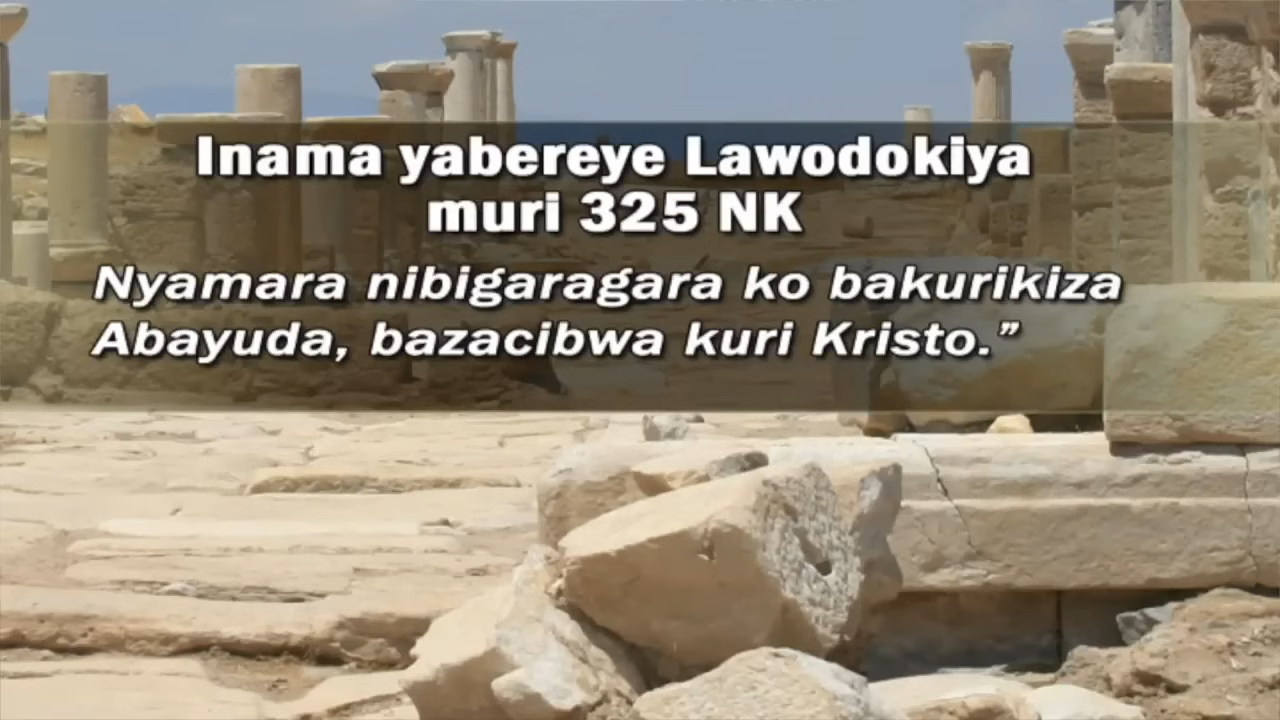 Inama yabereye Lawodokiya
muri 325 NK
Nyamara nibigaragara ko bakurikiza
Abayuda, bazacibwa kuri Kristo.”